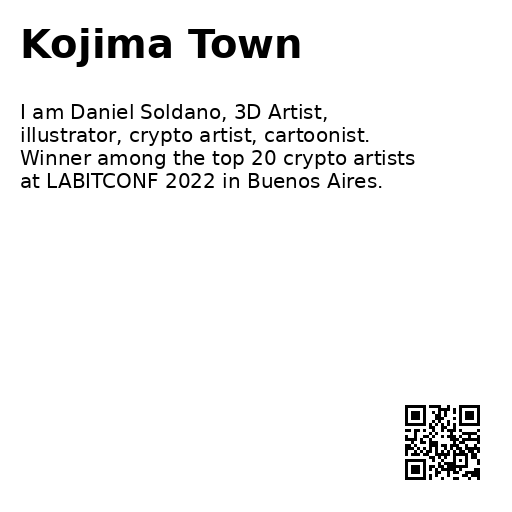 Kojima Town
I am Daniel Soldano, 3D Artist,
illustrator, crypto artist, cartoonist.
Winner among the top 20 crypto artists
at LABITCONF 2022 in Buenos Aires.